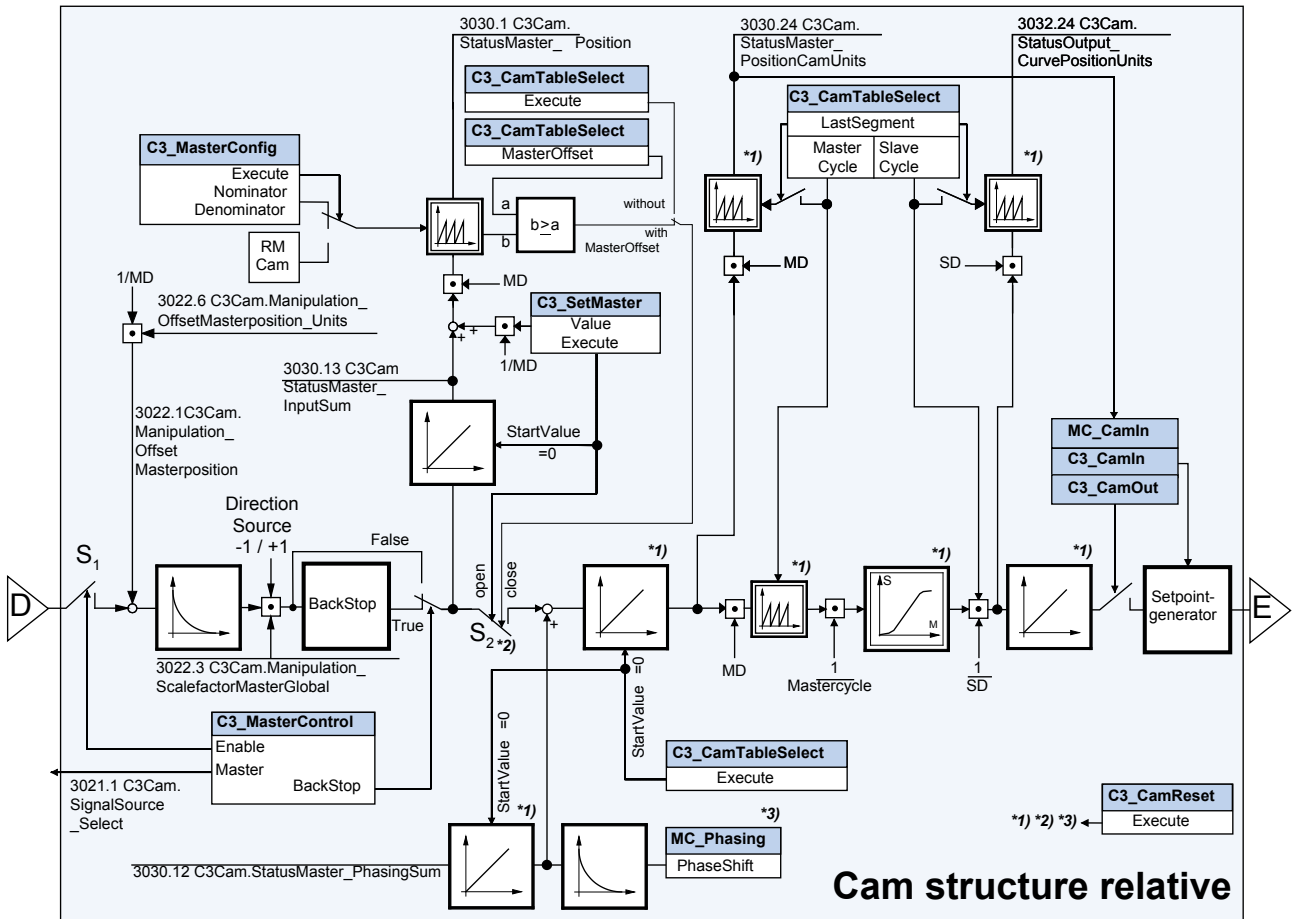 3030.1 C3Cam.
StatusMaster_ Position
3030.24 C3Cam.
StatusMaster_
PositionCamUnits
3032.24 C3Cam.
StatusOutput_
CurvePositionUnits
C3_CamTableSelect
Execute
C3_CamTableSelect
MasterOffset
C3_CamTableSelect
LastSegment
Master
Cycle
Slave
Cycle
*1)
*1)
C3_MasterConfig
Execute
Nominator
Denominator
RM
Cam
a
b
b≥a
without
with
MasterOffset
MD
MD
SD
1/MD
3022.6 C3Cam.Manipulation_
OffsetMasterposition_Units
C3_SetMaster
Value
Execute
+
+
1/MD
3030.13 C3Cam
StatusMaster_
InputSum
3022.1C3Cam.
Manipulation_
Offset
Masterposition
StartValue
=0
MC_CamIn
C3_CamIn
C3_CamOut
Direction
Source
-1 / +1
False
True
BackStop
S1
D
open
close
S2 *2)
+
*1)
*1)
*1)
*1)
S
M
Setpoint-
generator
E
3022.3 C3Cam.Manipulation_
ScalefactorMasterGlobal
MD
1
Mastercycle
1
SD
StartValue =0
StartValue =0
C3_MasterControl
Enable
Master
BackStop
3021.1 C3Cam.
SignalSource
_Select
C3_CamTableSelect
Execute
*1)
*3)
MC_Phasing
PhaseShift
3030.12 C3Cam.StatusMaster_PhasingSum
C3_CamReset
Execute
*1) *2) *3)
Cam structure relative